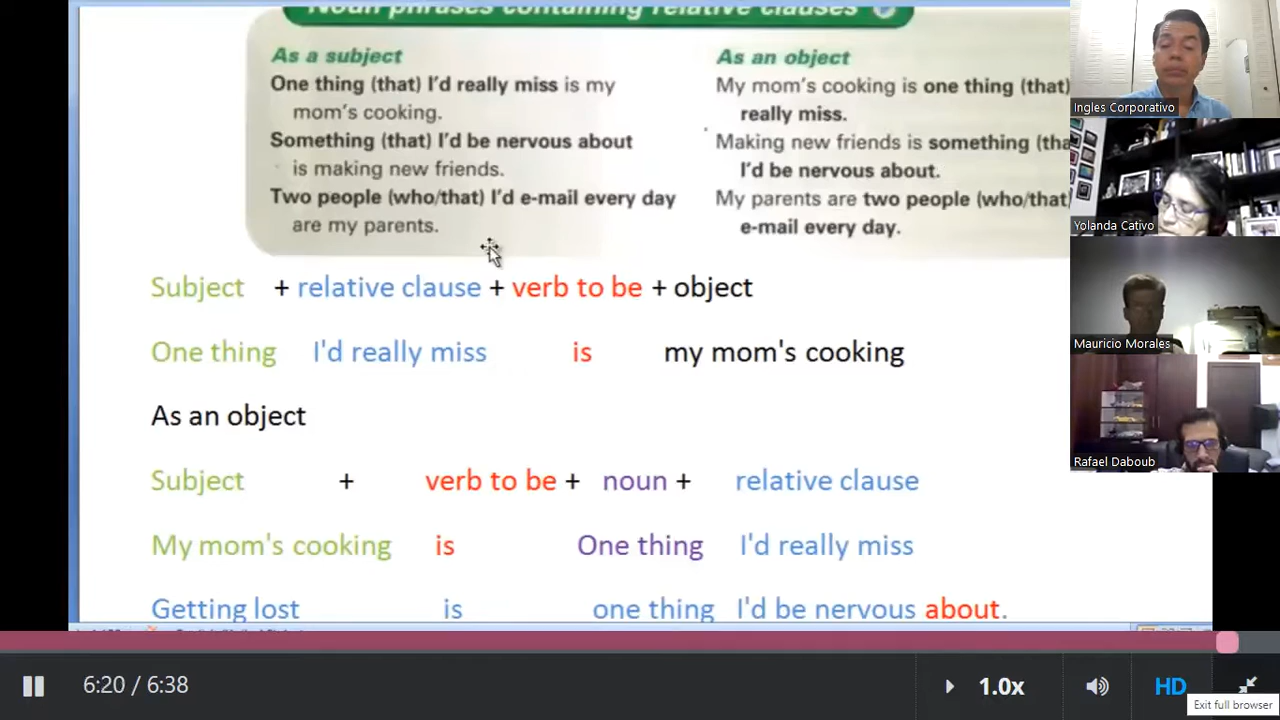 Noun phrases containing relative clauses
As a subject
One thing (that) I'd really miss is my
mom's cooking.
Something (that) I'd be nervous about
is making new friends.
Two people (who/that) I'd e-mail every day
are my parents.
As an object
My mom's cooking is one thing (that)
really miss.
Making new friends is something (tha
I'd be nervous about.
My parents are two people (who/that)
e-mail every day.
Subject + relative clause + verb to be + object
One thing I'd really miss is my mom's cooking
As an object
Subject + verb to be + noun + relative clause
My mom's cooking is One thing I'd really miss
Getting lost is one thing I'd be nervous about.
Ingles Corporativo
Yolanda Cativo
Mauricio Morales
Rafael Daboub
6:20 / 6:38
1.0x
HD
Exit full browser